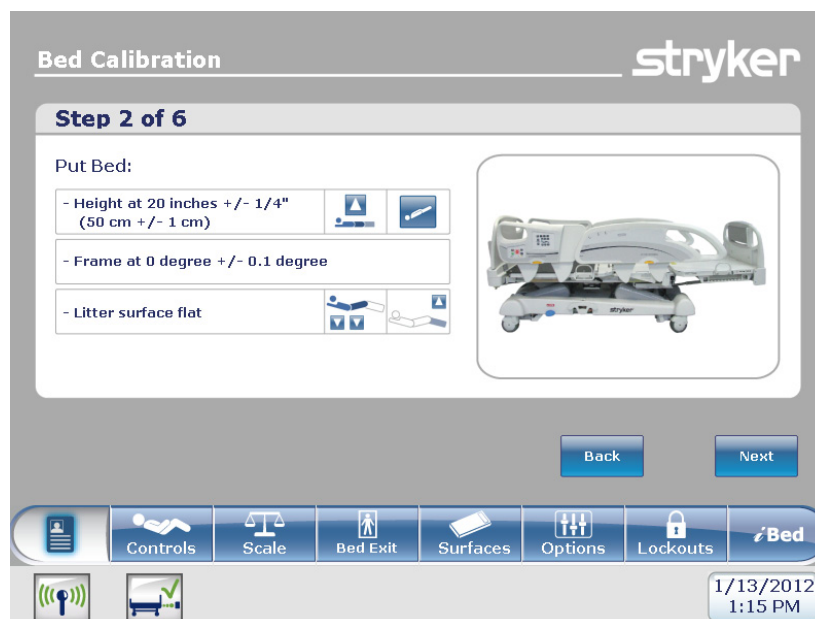 Bed Calibration
stryker
Step 2 of 6
Put Bed:
- Height at 20 inches +/- 1/4"
(50 cm +/- 1 cm)
- Frame at 0 degree +/- 0.1 degree
- Litter surface flat
stryker
Back
Next
Controls
Scale
Bed Exit
Surfaces
Options
Lockouts
iBed
1/13/2012
1:15 PM